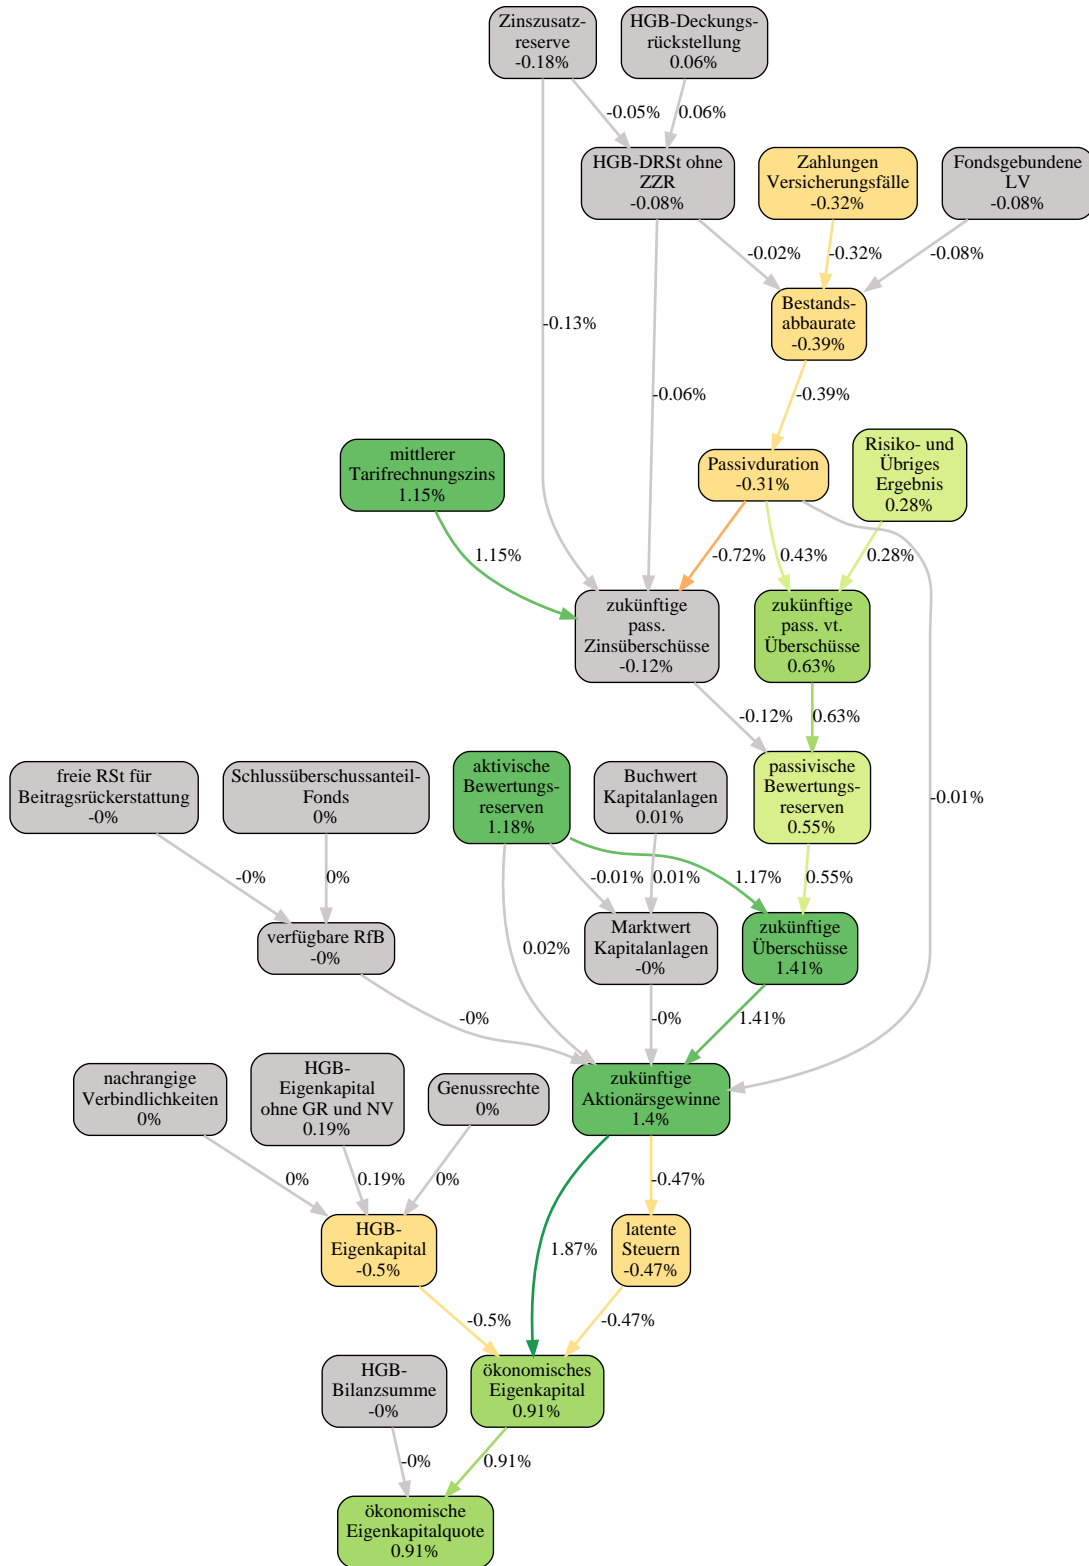 Zinszusatz-
reserve
-0.18%
HGB-Deckungs-
rückstellung
0.06%
-0.05%
0.06%
HGB-DRSt ohne
ZZR
-0.08%
Zahlungen
Versicherungsfälle
-0.32%
Fondsgebundene
LV
-0.08%
-0.02%
-0.32%
-0.08%
Bestands-
abbaurate
-0.39%
-0.13%
-0.06%
-0.39%
mittlerer
Tarifrechnungszins
1.15%
Passivduration
-0.31%
Risiko- und
Übriges
Ergebnis
0.28%
1.15%
-0.72%
0.43%
0.28%
zukünftige
pass.
Zinsüberschüsse
-0.12%
zukünftige
pass. vt.
Überschüsse
0.63%
-0.12%
0.63%
freie RSt für
Beitragsrückerstattung
-0%
Schlussüberschussanteil-
Fonds
0%
aktivische
Bewertungs-
reserven
1.18%
Buchwert
Kapitalanlagen
0.01%
passivische
Bewertungs-
reserven
0.55%
-0.01%
-0%
0%
-0.01%
0.01%
1.17%
0.55%
verfügbare RfB
-0%
0.02%
Marktwert
Kapitalanlagen
-0%
zukünftige
Überschüsse
1.41%
-0%
-0%
1.41%
nachrangige
Verbindlichkeiten
0%
HGB-
Eigenkapital
ohne GR und NV
0.19%
Genussrechte
0%
zukünftige
Aktionärsgewinne
1.4%
0%
0.19%
0%
-0.47%
HGB-
Eigenkapital
-0.5%
1.87%
latente
Steuern
-0.47%
-0.5%
-0.47%
HGB-
Bilanzsumme
-0%
ökonomisches
Eigenkapital
0.91%
-0%
0.91%
ökonomische
Eigenkapitalquote
0.91%